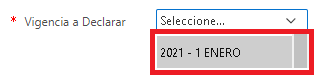 * Vigencia a Declarar Seleccione...
2021 - 1 ENERO